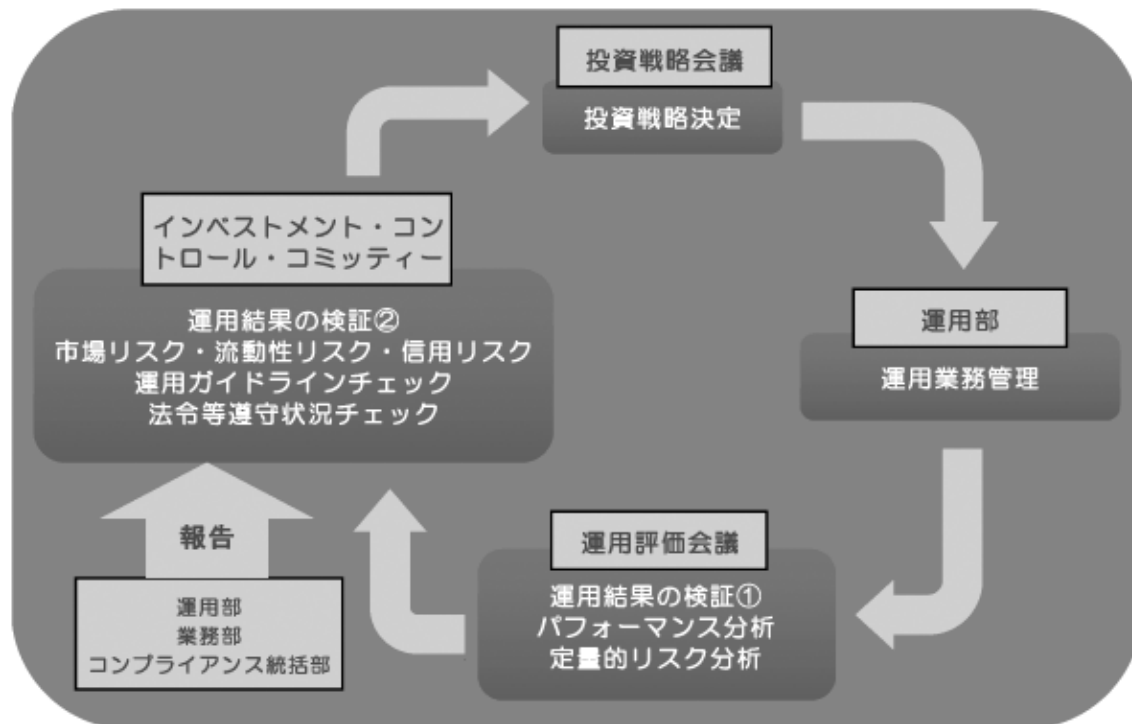 投資戦略会議
投資戦略決定
インベストメント・コン
トロール・コミッティー
運用結果の検証②
市場リスク・流動性リスク・信用リスク
運用ガイドラインチェック
法令等遵守状況チェック
運用部
運用業務管理
報告
運用部
業務部
コンプライアンス統括部
運用評価会議
運用結果の検証①
パフォーマンス分析
定量的リスク分析